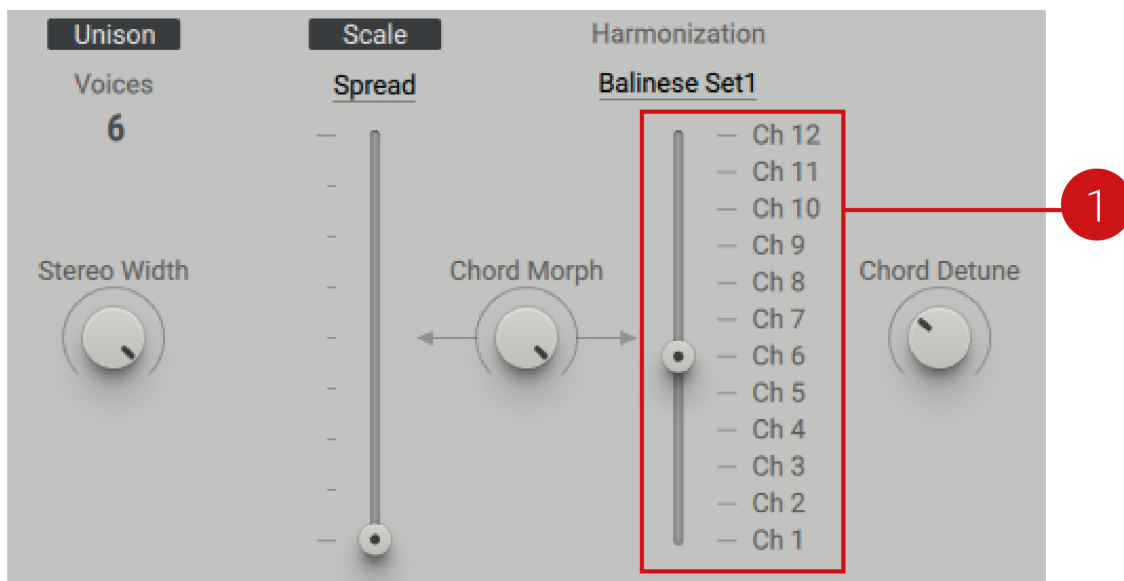 Unison
Scale
Harmonization
Voices
Spread
Balinese Set1
6
Ch 12
Ch 11
Ch 10
1
Ch 9
Stereo Width
Chord Morph
Ch 8
Chord Detune
Ch 7
Ch 6
Ch 5
Ch 4
Ch 3
Ch 2
Ch 1